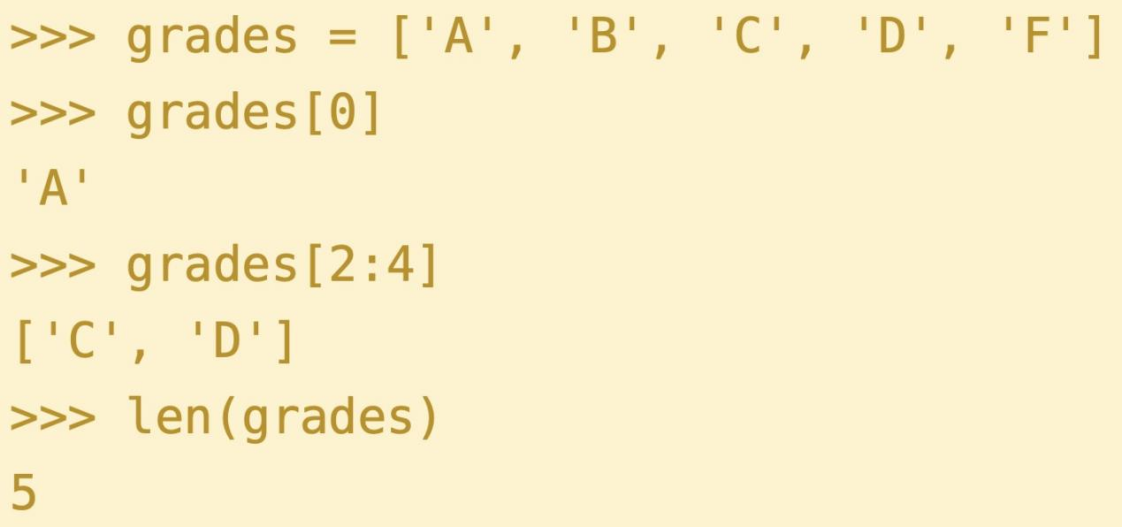 >>> grades = ['A', 'B', 'C', 'D', 'F']
>>> grades[0]
'A'
>>> grades[2:4]
['C', 'D']
>>> len(grades)
5